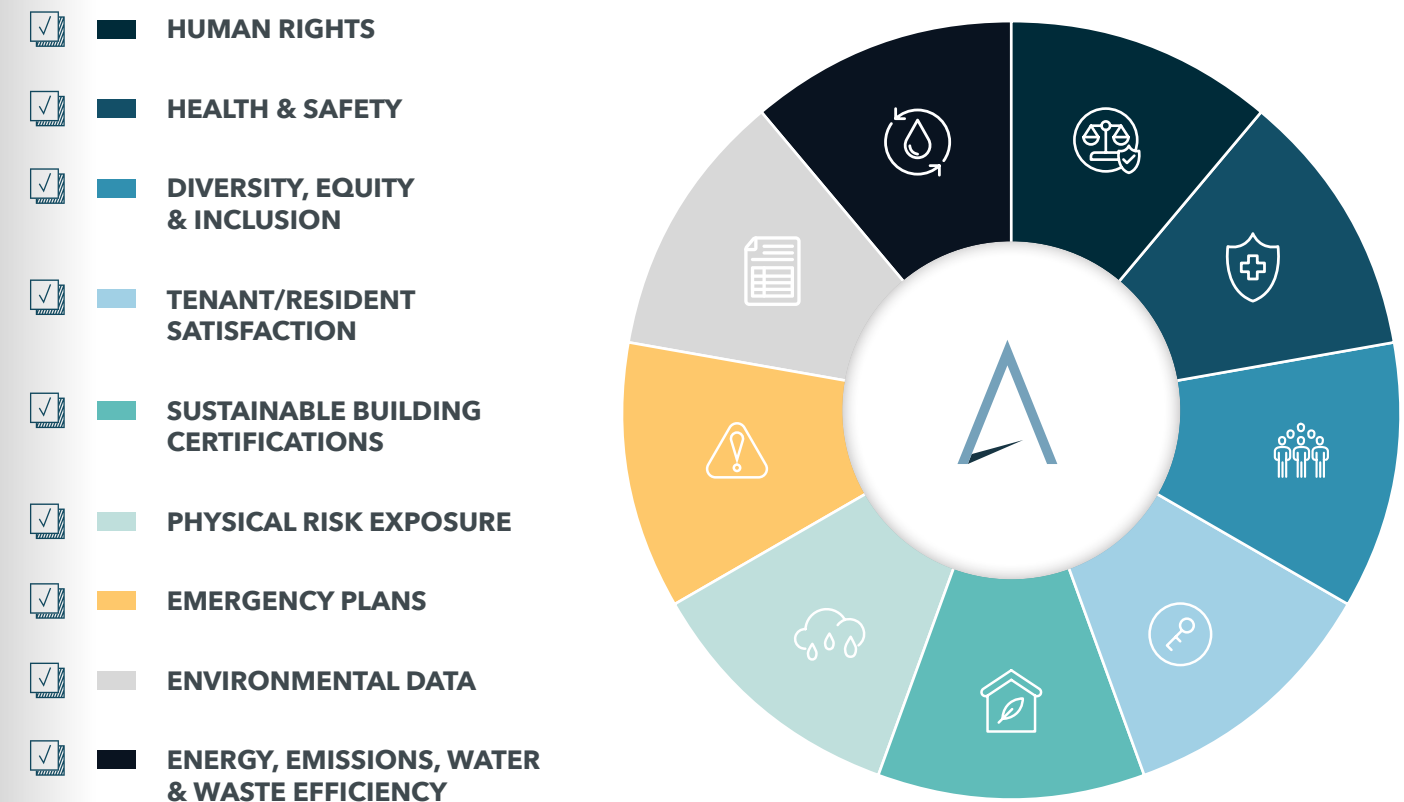 HUMAN RIGHTS
HEALTH & SAFETY
DIVERSITY, EQUITY
& INCLUSION
TENANT/RESIDENT
SATISFACTION
SUSTAINABLE BUILDING
CERTIFICATIONS
PHYSICAL RISK EXPOSURE
EMERGENCY PLANS
ENVIRONMENTAL DATA
ENERGY, EMISSIONS, WATER
& WASTE EFFICIENCY